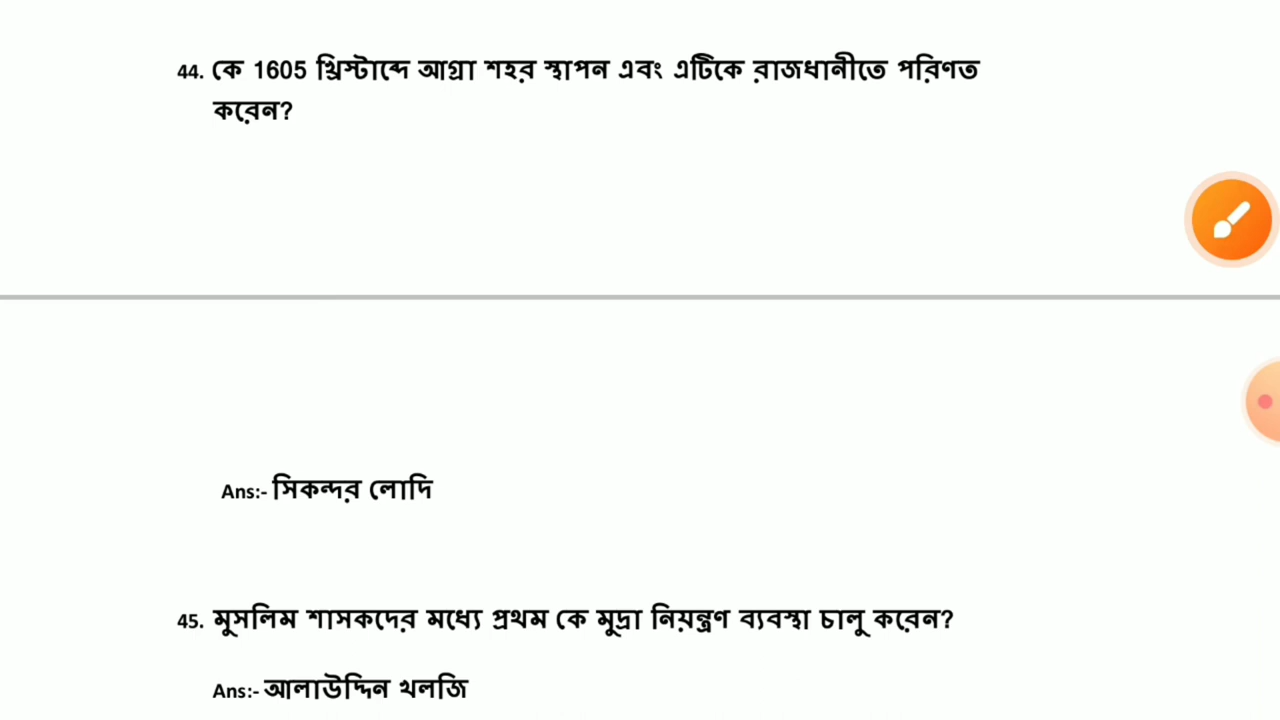 44. কে 1605 খ্রিস্টাব্দে আগ্রা শহর স্থাপন এবং এটিকে রাজধানীতে পরিণত
করেন?
Ans:- সিকন্দর লোদি
45. মুসলিম শাসকদের মধ্যে প্রথম কে মুদ্রা নিয়ন্ত্রণ ব্যবস্থা চালু করেন?
Ans:- আলাউদ্দিন খলজি